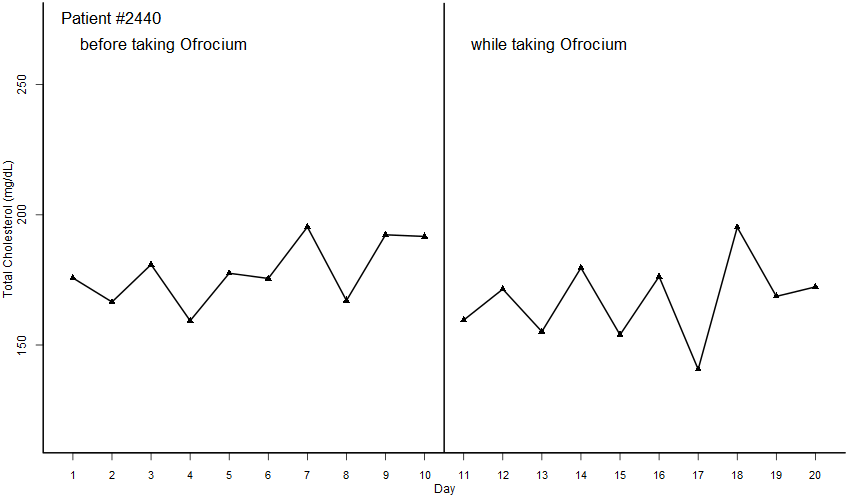 Patient #2440
before taking Ofrocium
while taking Ofrocium
Total Cholesterol (mg/dL)
250
200
150
1 2 3 4 5 6 7 8 9 10 11 12 13 14 15 16 17 18 19 20
Day